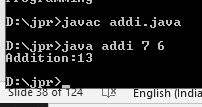 D:\jpr>javac addi.java
D:\jpr>java addi 7 6
Addition:13
D:\jpr>
Slide 38 of 124
English (India